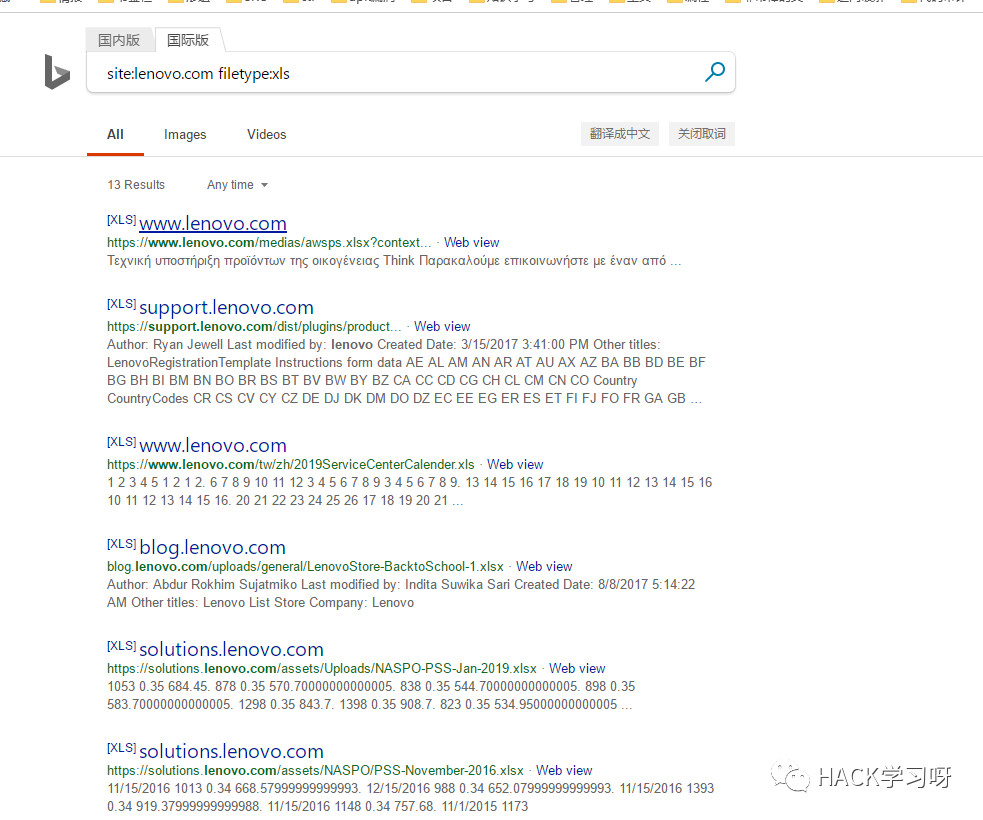 国内版 国际版
site:lenovo.com filetype:xls
All Images Videos 翻译成中文 关闭取词
13 Results Any time
[XLS] www.lenovo.com
https://www.lenovo.com/medias/awsps.xlsx?context... · Web view
Τεχνική υποστήριξη προϊόντων της οικογένειας Think Παρακαλούμε επικοινωνήστε με έναν από ...
[XLS] support.lenovo.com
https://support.lenovo.com/dist/plugins/product... · Web view
Author: Ryan Jewell Last modified by: lenovo Created Date: 3/15/2017 3:41:00 PM Other titles:
LenovoRegistrationTemplate Instructions form data AE AL AM AN AR AT AU AX AZ BA BB BD BE BF
BG BH BI BM BN BO BR BS BT BV BW BY BZ CA CC CD CG CH CL CM CN CO Country
CountryCodes CR CS CV CY CZ DE DJ DK DM DO DZ EC EE EG ER ES ET FI FJ FO FR GA GB ...
[XLS] www.lenovo.com
https://www.lenovo.com/tw/zh/2019ServiceCenterCalender.xls · Web view
1 2 3 4 5 1 2 1 2. 6 7 8 9 10 11 12 3 4 5 6 7 8 9 3 4 5 6 7 8 9. 13 14 15 16 17 18 19 10 11 12 13 14 15 16
10 11 12 13 14 15 16. 20 21 22 23 24 25 26 17 18 19 20 21 ...
[XLS] blog.lenovo.com
blog.lenovo.com/uploads/general/LenovoStore-BacktoSchool-1.xlsx · Web view
Author: Abdur Rokhim Sujatmiko Last modified by: Indita Suwika Sari Created Date: 8/8/2017 5:14:22
AM Other titles: Lenovo List Store Company: Lenovo
[XLS] solutions.lenovo.com
https://solutions.lenovo.com/assets/Uploads/NASPO-PSS-Jan-2019.xlsx · Web view
1053 0.35 684.45. 878 0.35 570.70000000000005. 838 0.35 544.70000000000005. 898 0.35
583.70000000000005. 1298 0.35 843.7. 1398 0.35 908.7. 823 0.35 534.95000000000005 ...
[XLS] solutions.lenovo.com
https://solutions.lenovo.com/assets/NASPO/PSS-November-2016.xlsx · Web view
11/15/2016 1013 0.34 668.57999999999993. 12/15/2016 988 0.34 652.07999999999993. 11/15/2016 1393
0.34 919.37999999999988. 11/15/2016 1148 0.34 757.68. 11/1/2015 1173
HACK学习呀